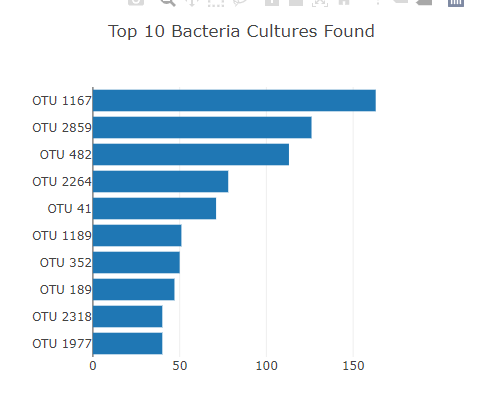 Top 10 Bacteria Cultures Found
OTU 1167
OTU 2859
OTU 482
OTU 2264
OTU 41
OTU 1189
OTU 352
OTU 189
OTU 2318
OTU 1977
0 50 100 150